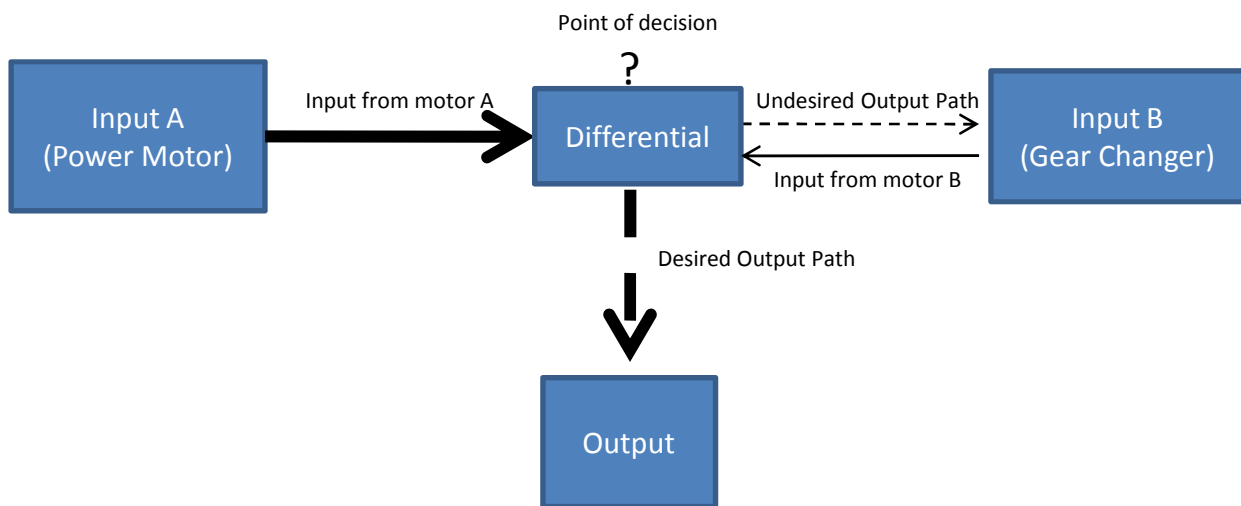 Point of decision
?
Input A
(Power Motor)
Input from motor A
Differential
Undesired Output Path
Input from motor B
Input B
(Gear Changer)
Desired Output Path
Output